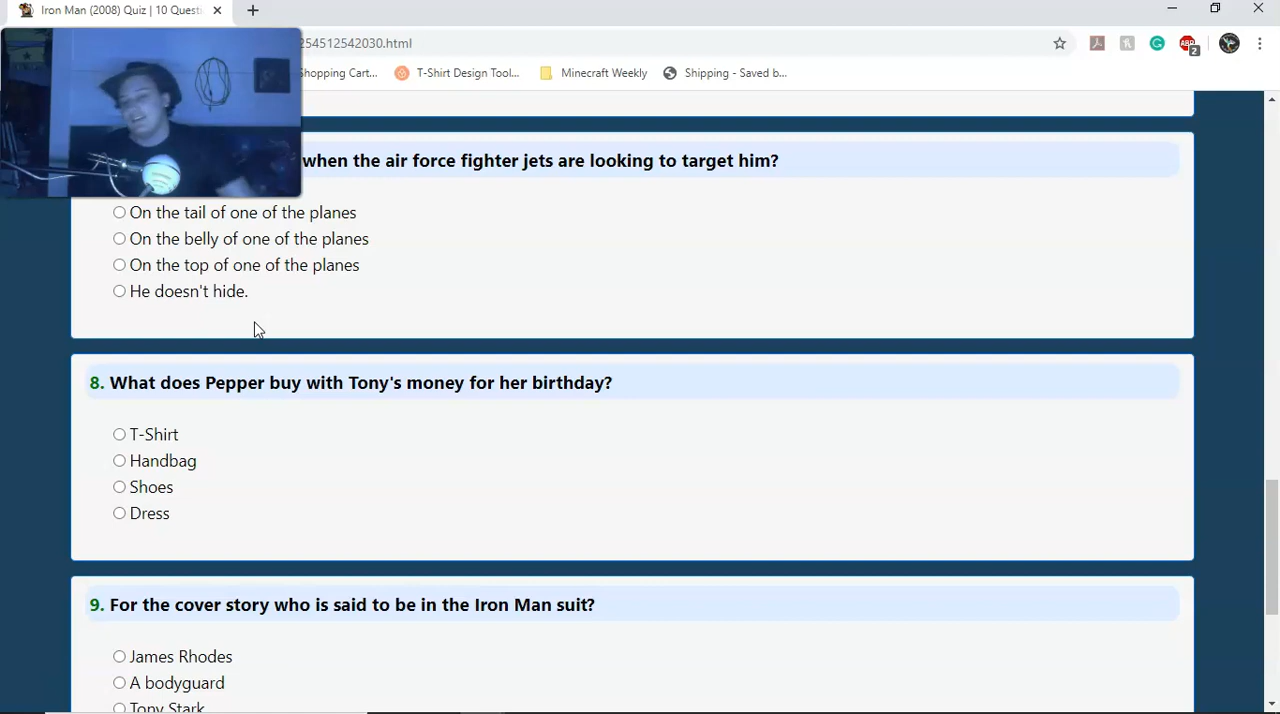 Iron Man (2008) Quiz | 10 Questi
254512542030.html
ABP
2
Shopping Cart...
T-Shirt Design Tool...
Minecraft Weekly
Shipping - Saved b...
when the air force fighter jets are looking to target him?
On the tail of one of the planes
On the belly of one of the planes
On the top of one of the planes
He doesn't hide.
8. What does Pepper buy with Tony's money for her birthday?
T-Shirt
Handbag
Shoes
Dress
9. For the cover story who is said to be in the Iron Man suit?
James Rhodes
A bodyguard
Tony Stark